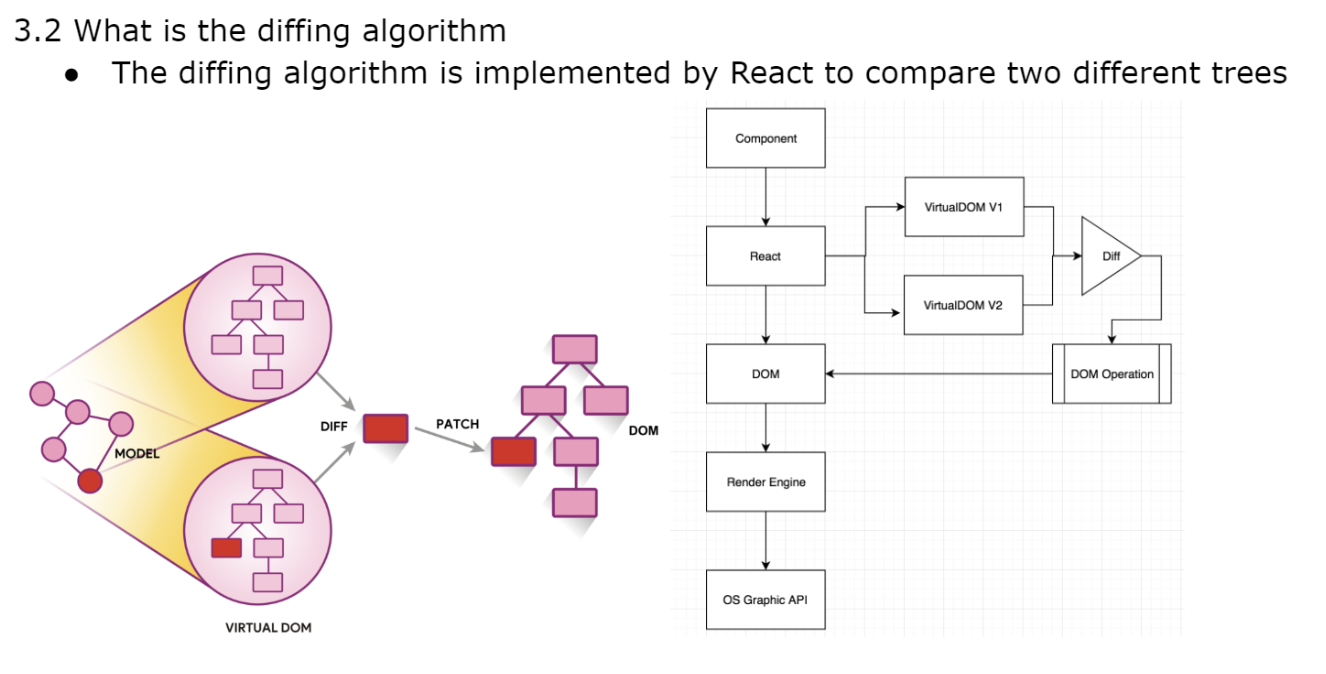 3.2 What is the diffing algorithm
● The diffing algorithm is implemented by React to compare two different trees
MODEL
DIFF
PATCH
DOM
VIRTUAL DOM
Component
React
VirtualDOM V1
VirtualDOM V2
Diff
DOM
DOM Operation
Render Engine
OS Graphic API